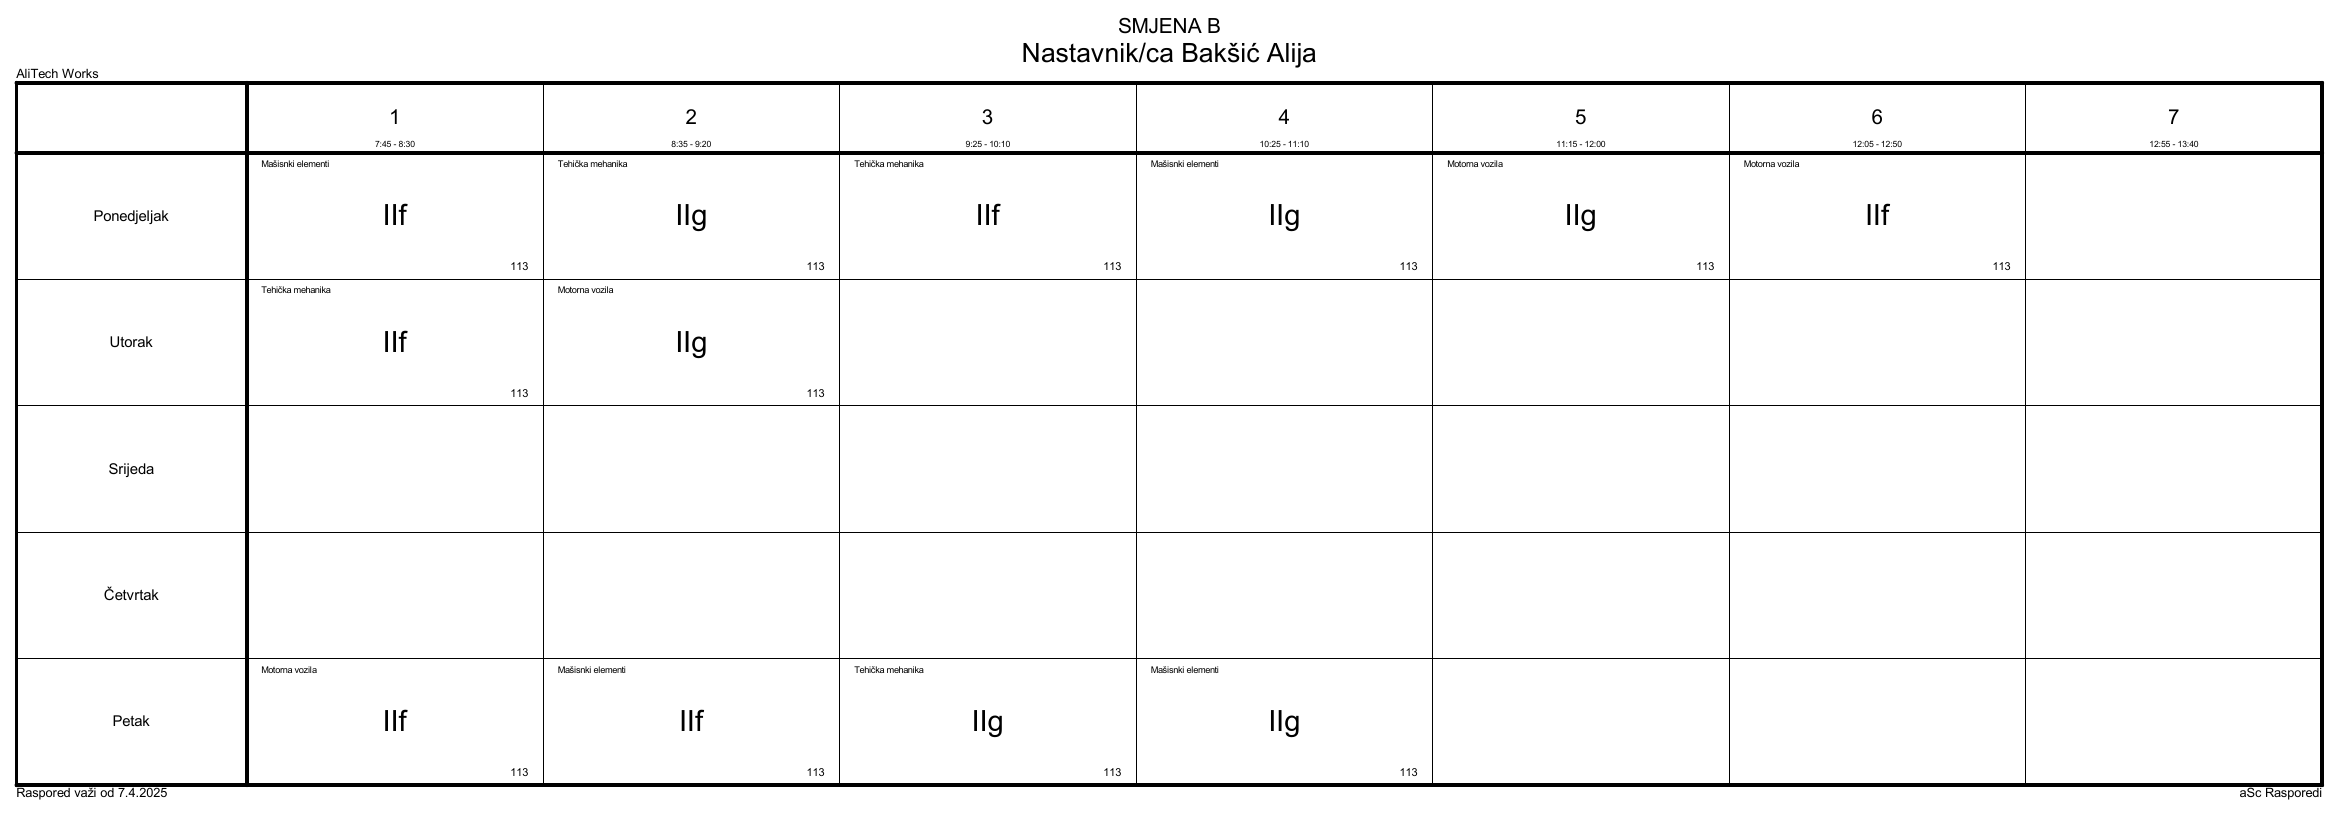 SMJENA B
Nastavnik/ca Bakšić Alija
AliTech Works
1 2 3 4 5 6 7
7:45 - 8:30 8:35 - 9:20 9:25 - 10:10 10:25 - 11:10 11:15 - 12:00 12:05 - 12:50 12:55 - 13:40
Mašisnki elementi Tehička mehanika Tehička mehanika Mašisnki elementi Motorna vozila Motorna vozila
Ponedjeljak IIf IIg IIf IIg IIg IIf
113 113 113 113 113 113
Tehička mehanika Motorna vozila
Utorak IIf IIg
113 113
Srijeda
Četvrtak
Motorna vozila Mašisnki elementi Tehička mehanika Mašisnki elementi
Petak IIf IIf IIg IIg
113 113 113 113
Raspored važi od 7.4.2025 aSc Rasporedi